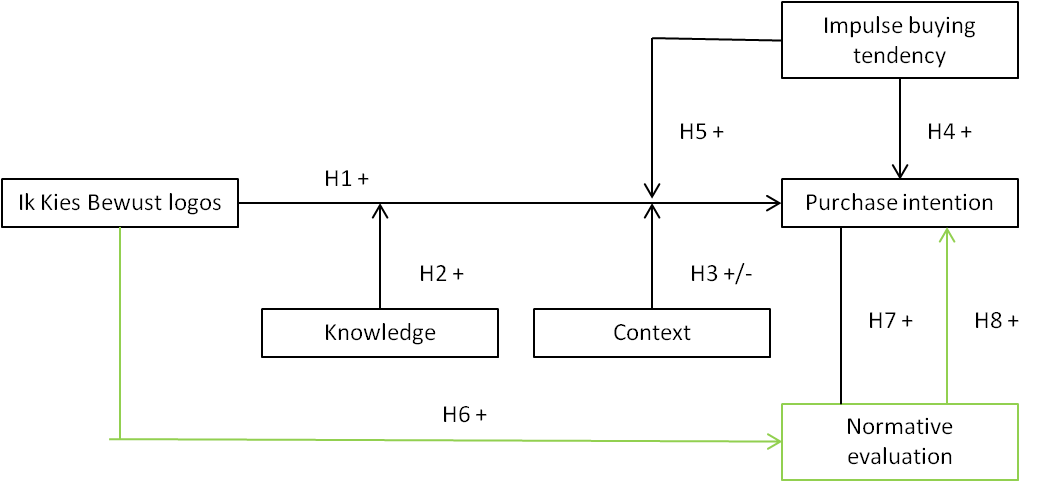 Impulse buying
tendency
H5 +
H4 +
H1 +
Ik Kies Bewust logos
Purchase intention
H2 +
H3 +/-
Knowledge
Context
H7 +
H8 +
H6 +
Normative
evaluation